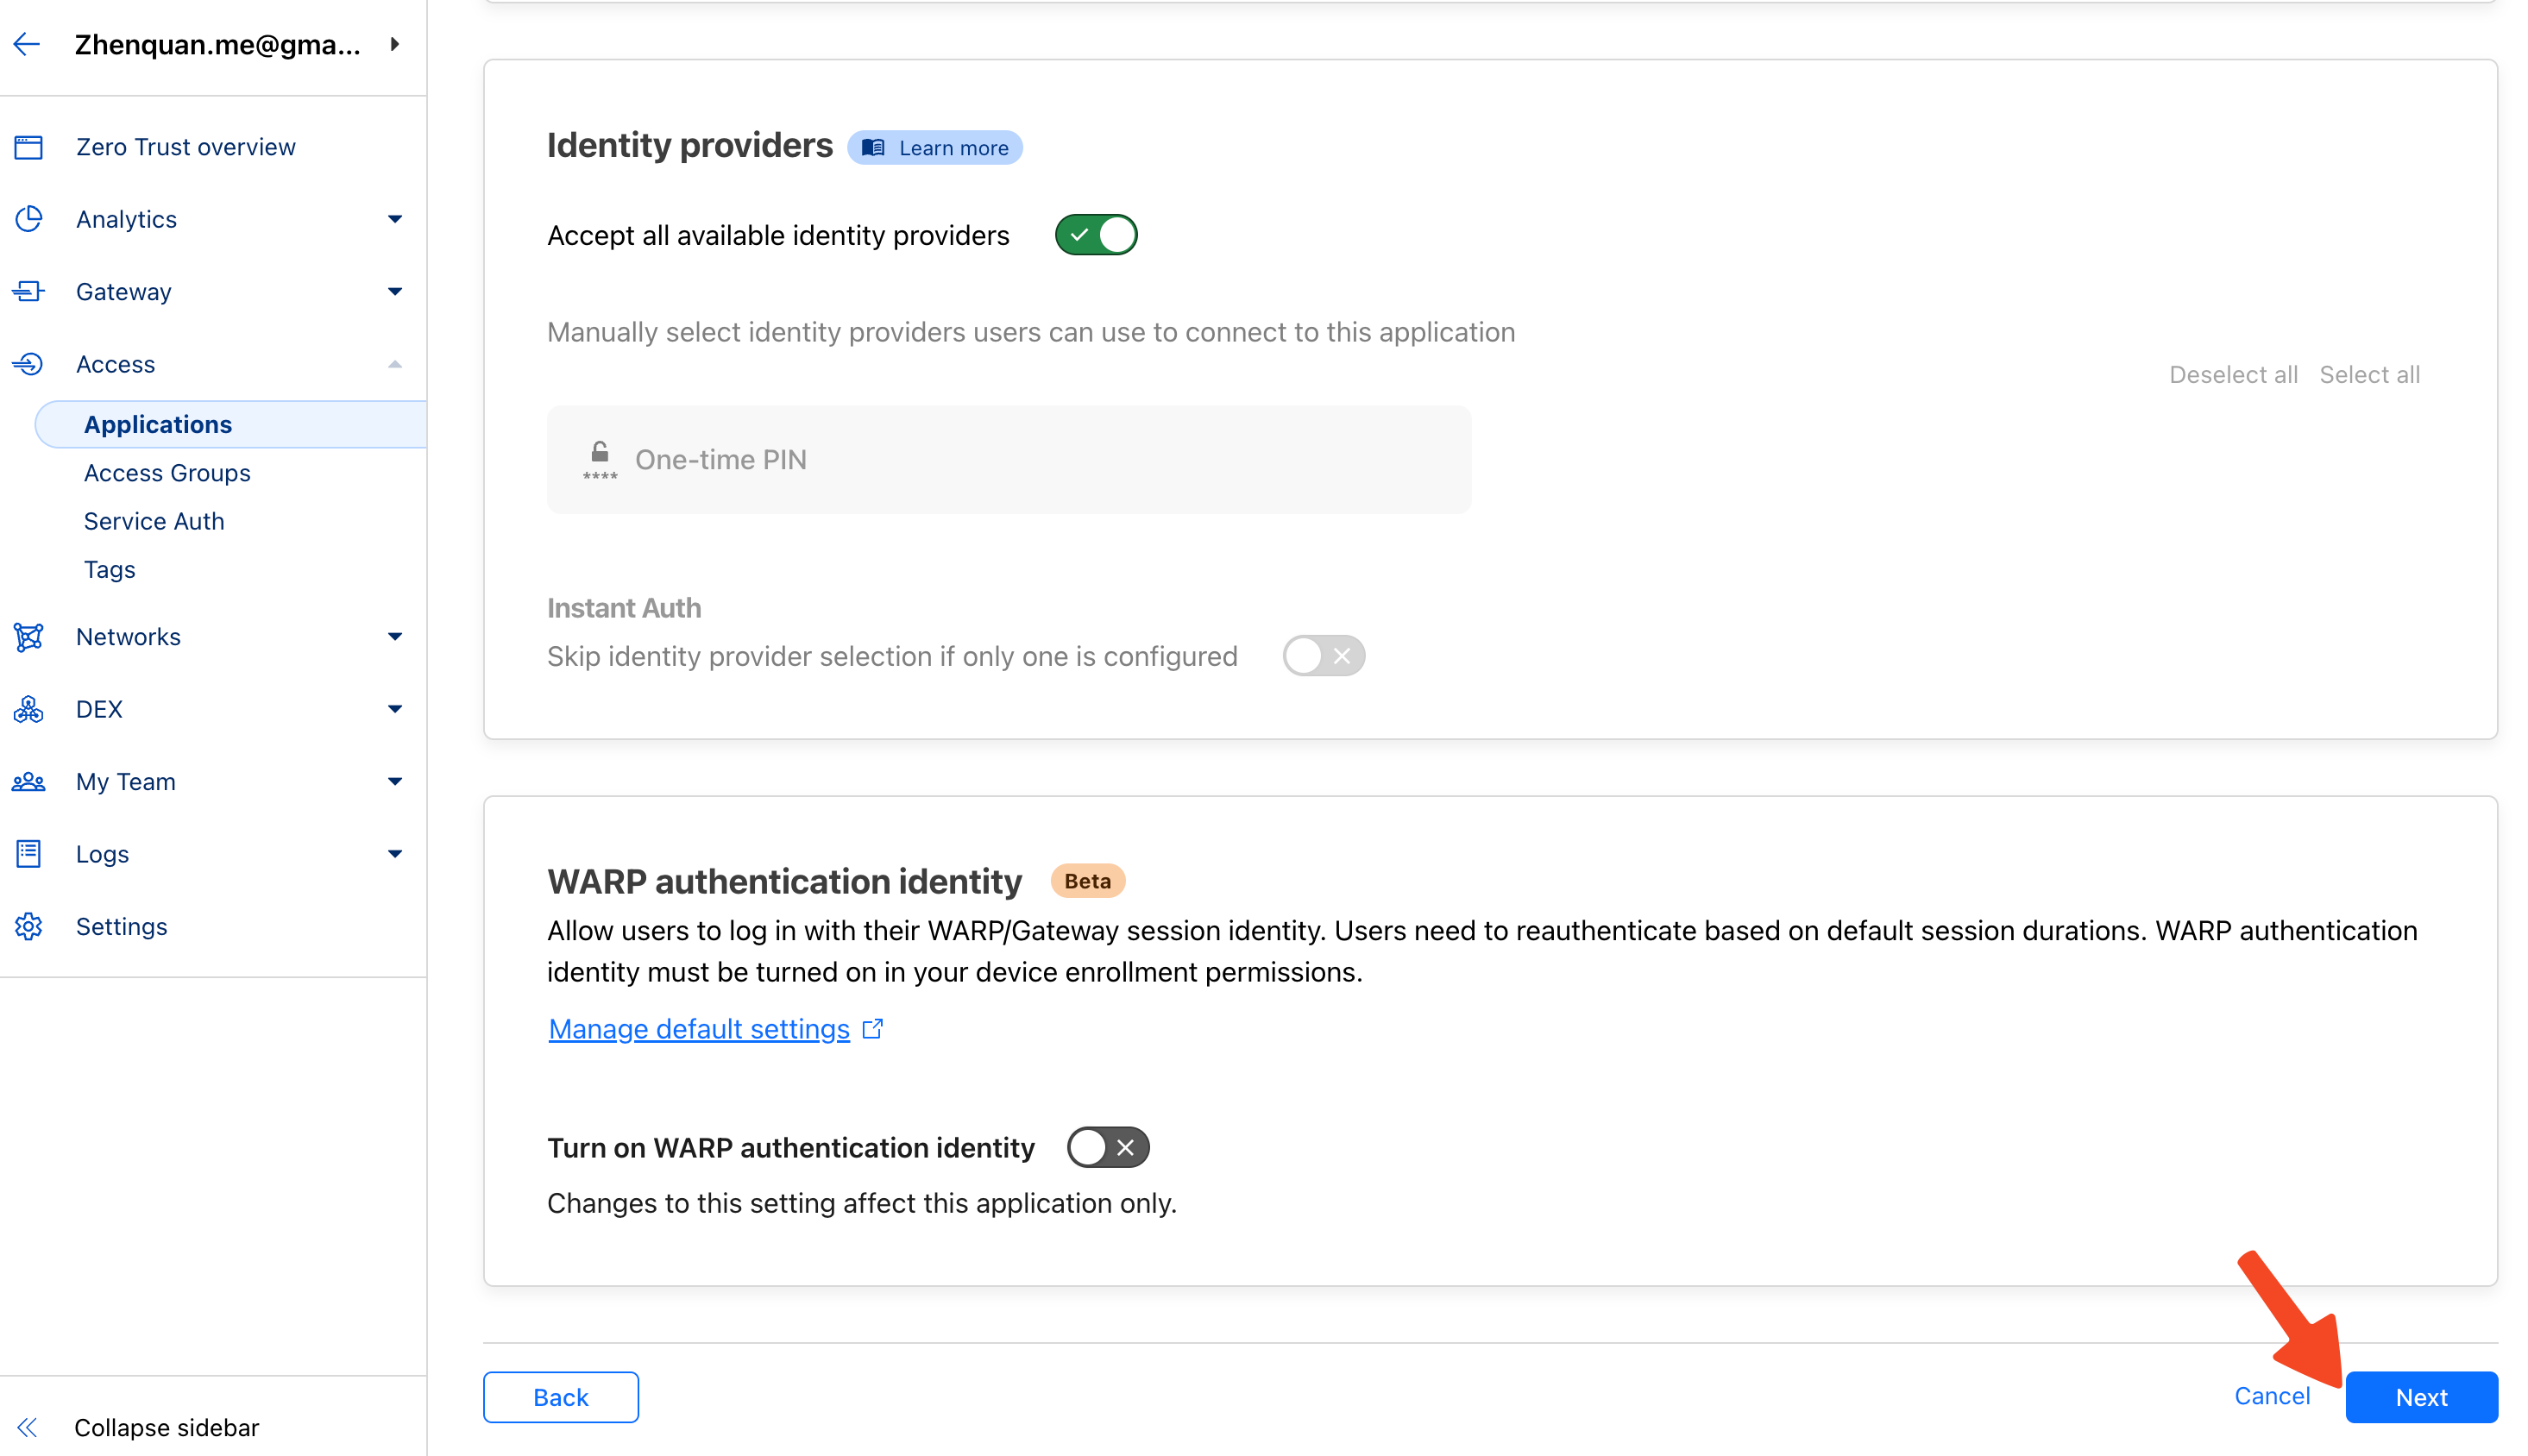 Zhenquan.me@gma...
Zero Trust overview
Analytics
Gateway
Access
Applications
Access Groups
Service Auth
Tags
Networks
DEX
My Team
Logs
Settings
Collapse sidebar
Identity providers
Learn more
Accept all available identity providers
Manually select identity providers users can use to connect to this application
Deselect all Select all
**** One-time PIN
Instant Auth
Skip identity provider selection if only one is configured
WARP authentication identity Beta
Allow users to log in with their WARP/Gateway session identity. Users need to reauthenticate based on default session durations. WARP authentication
identity must be turned on in your device enrollment permissions.
Manage default settings
Turn on WARP authentication identity
Changes to this setting affect this application only.
Back
Cancel
Next